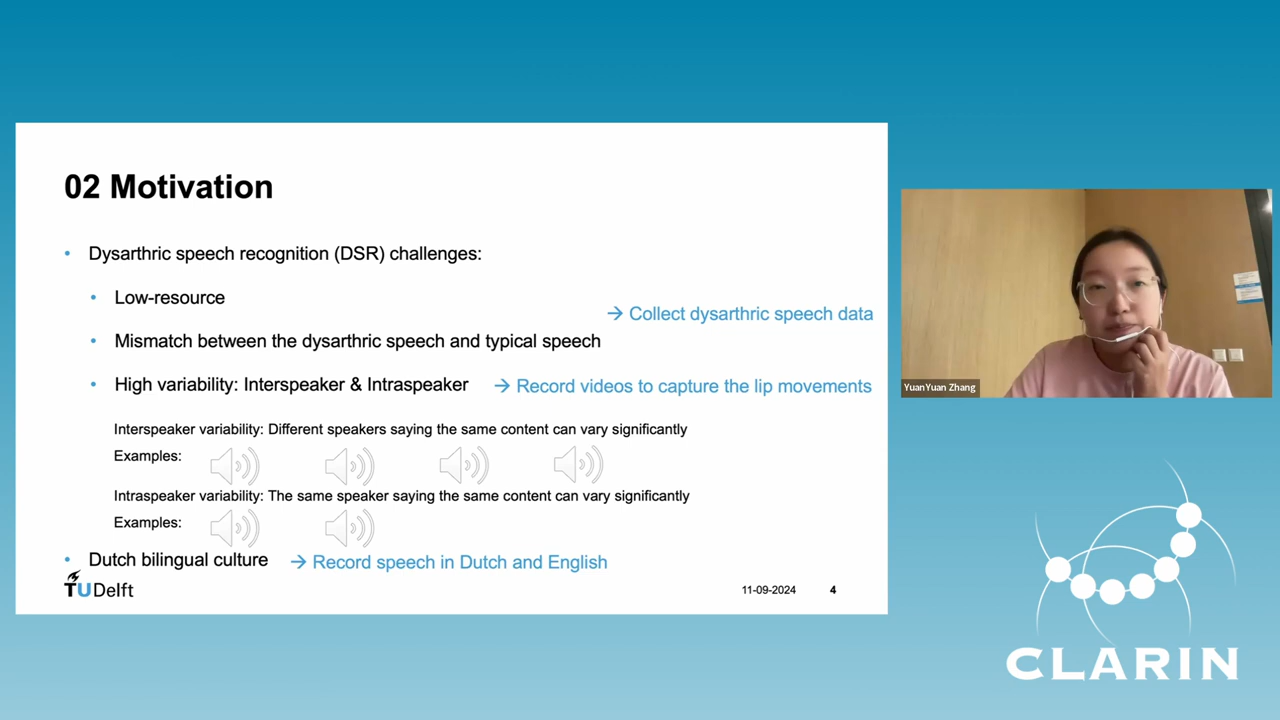 02 Motivation
• Dysarthric speech recognition (DSR) challenges:
• Low-resource
→ Collect dysarthric speech data
• Mismatch between the dysarthric speech and typical speech
• High variability: Interspeaker & Intraspeaker → Record videos to capture the lip movements
Interspeaker variability: Different speakers saying the same content can vary significantly
Examples:
Intraspeaker variability: The same speaker saying the same content can vary significantly
Examples:
• Dutch bilingual culture → Record speech in Dutch and English
TUDelft
11-09-2024 4
YuanYuan Zhang
CLARIN